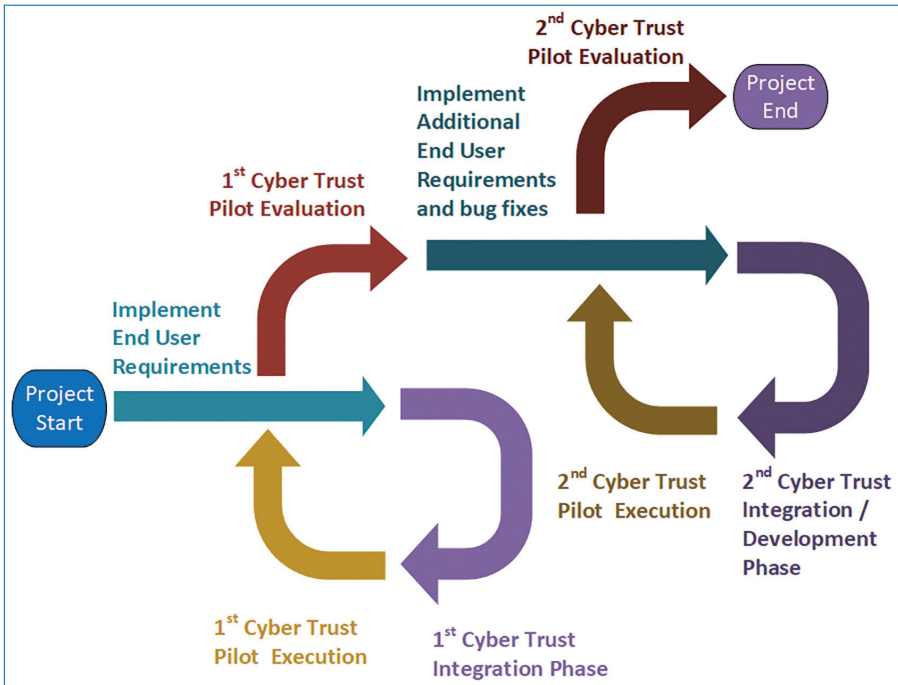 2nd Cyber Trust
Pilot Evaluation
Project
End
Implement
Additional
End User
Requirements
and bug fixes
1st Cyber Trust
Pilot Evaluation
Implement
End User
Requirements
Project
Start
2nd Cyber Trust
Pilot Execution
2nd Cyber Trust
Integration /
Development
Phase
1st Cyber Trust
Pilot Execution
1st Cyber Trust
Integration Phase